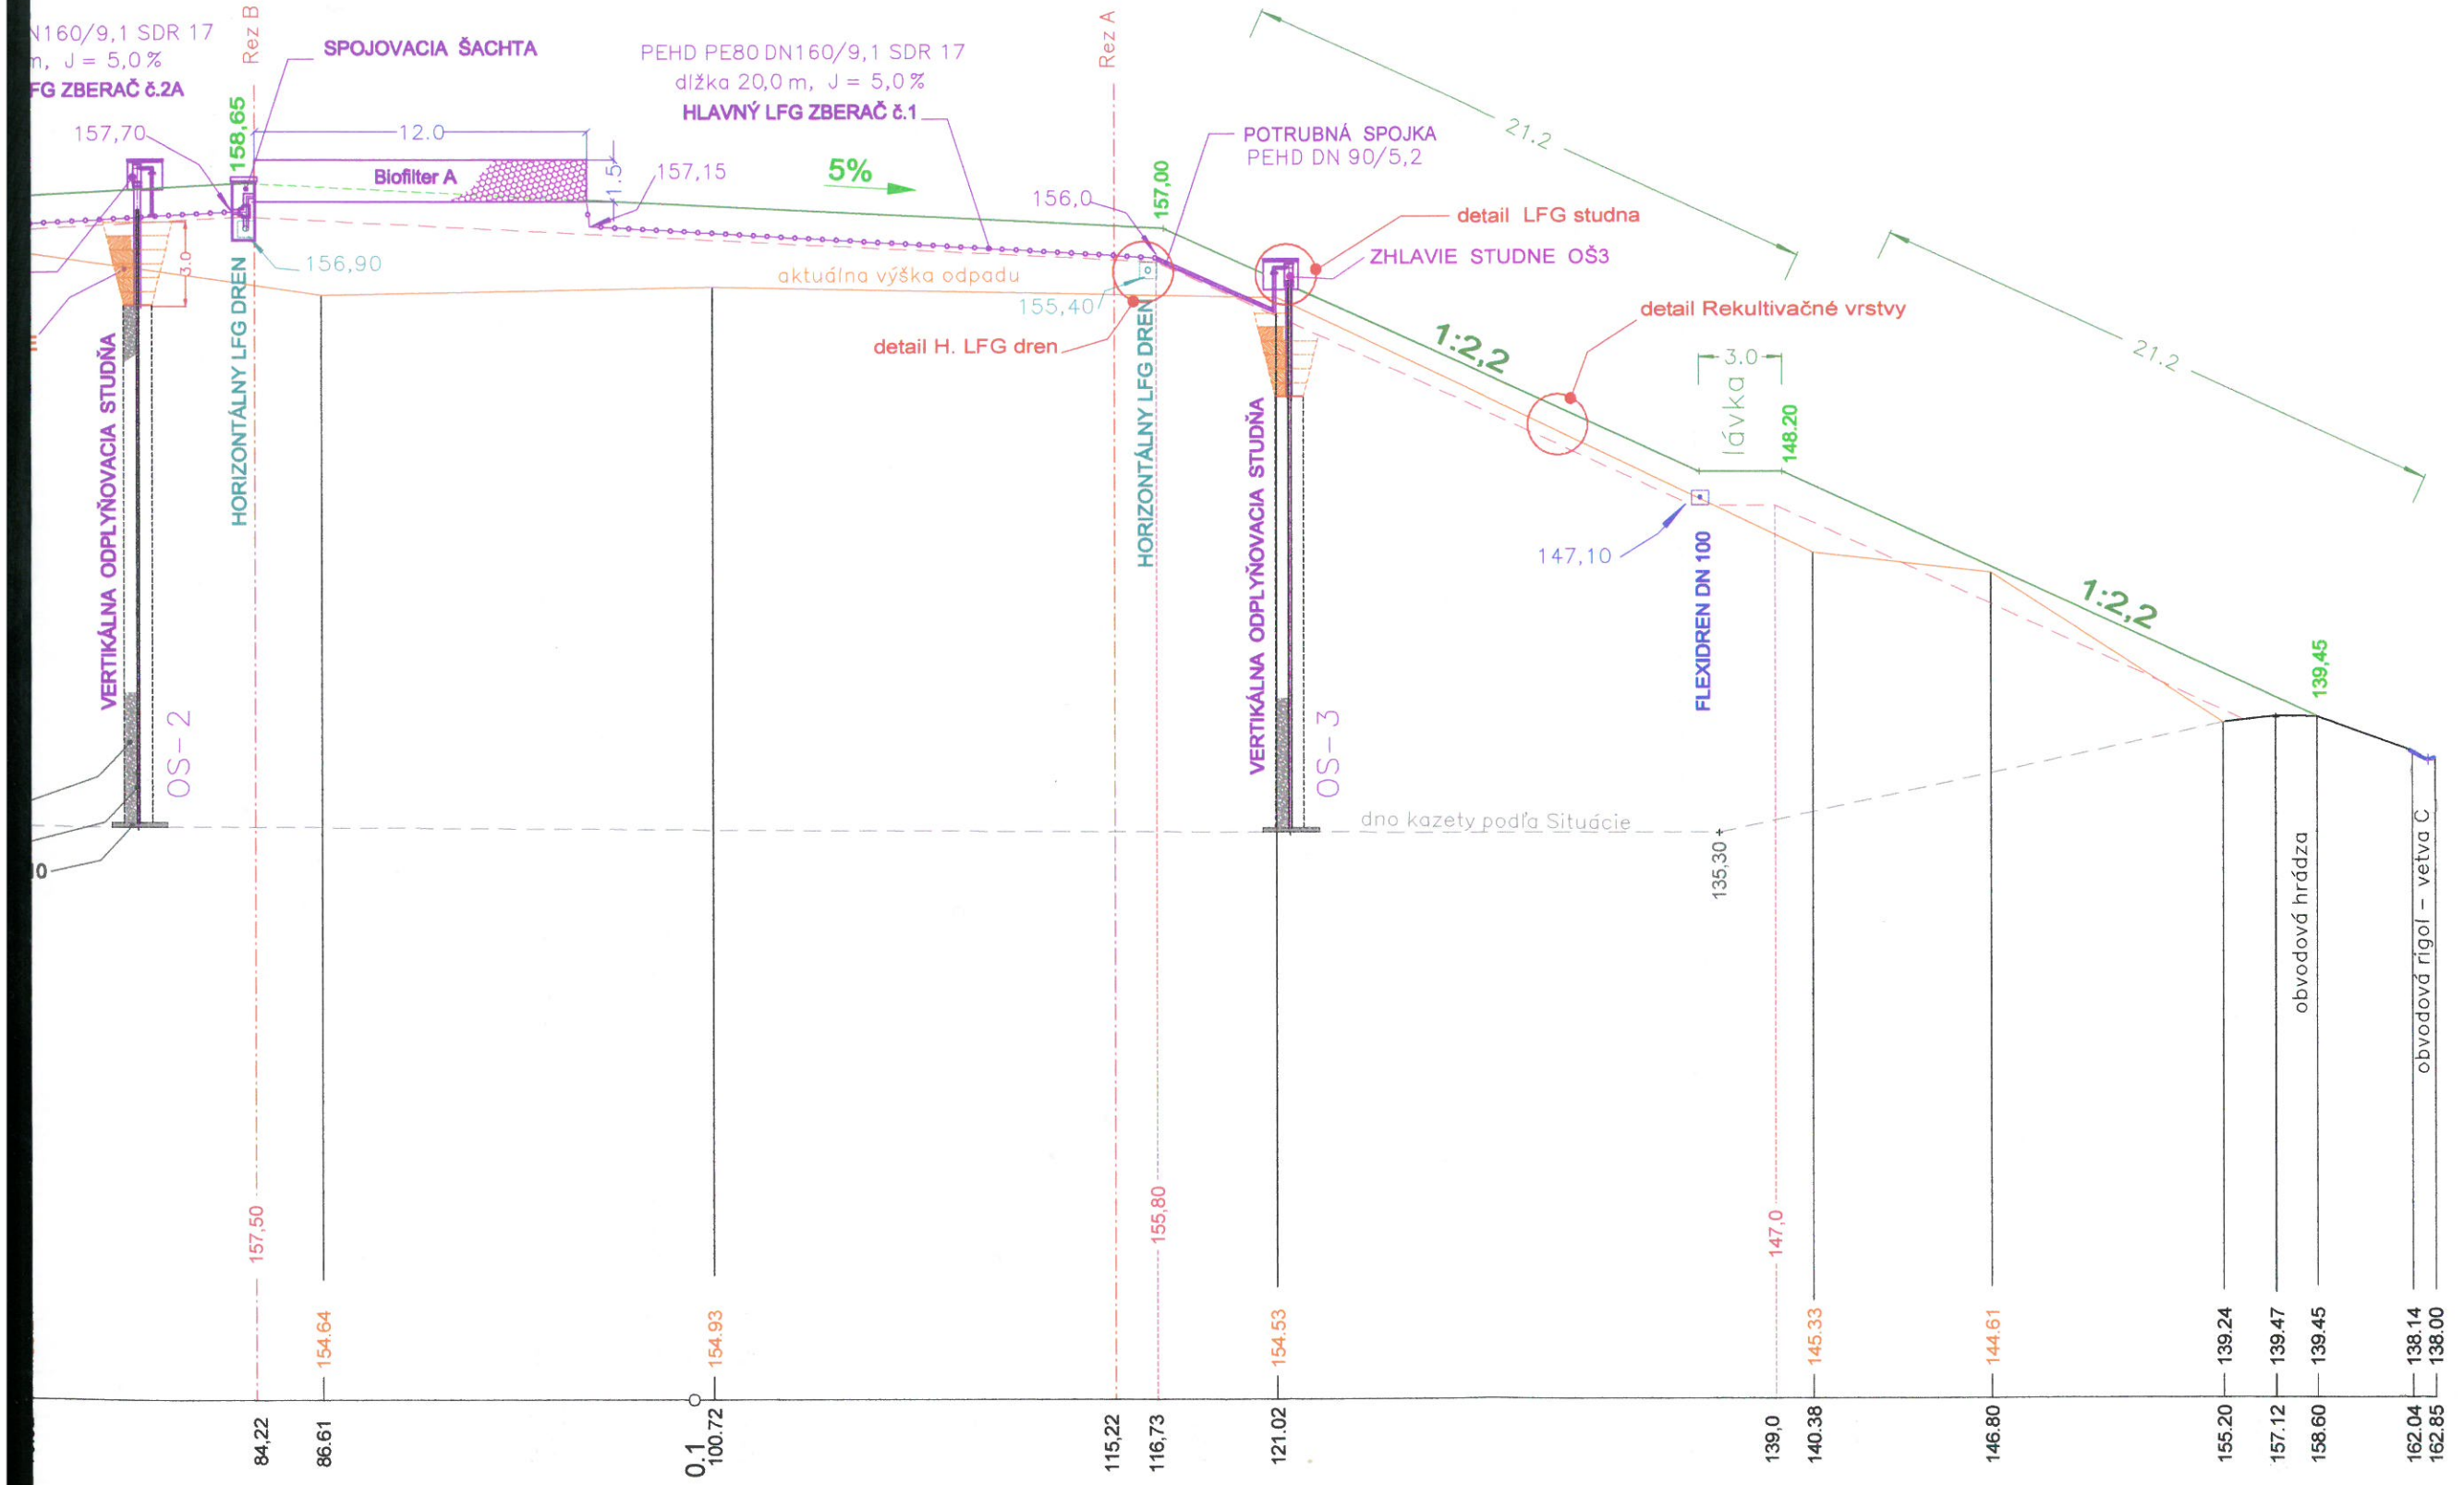 N160/9,1 SDR 17
m, J = 5,0%
FG ZBERAČ č.2A
157,70
Rez B
158,65
SPOJOVACIA ŠACHTA
12.0
Biofilter A
1.5
157,15
PEHD PE80 DN160/9,1 SDR 17
dĺžka 20,0 m, J = 5,0%
HLAVNÝ LFG ZBERAČ č.1
5%
Rez A
156,0
157,00
POTRUBNÁ SPOJKA
PEHD DN 90/5,2
21.2
detail LFG studna
ZHLAVIE STUDNE OŠ3
3.0
156,90
aktuálna výška odpadu
155,40
detail H. LFG dren
detail Rekultivačné vrstvy
1:2,2
3.0
lávka
148.20
21.2
VERTIKÁLNA ODPLYŇOVACIA STUDŇA
HORIZONTÁLNY LFG DREN
OS-2
HORIZONTÁLNY LFG DREN
VERTIKÁLNA ODPLYŇOVACIA STUDŇA
OS-3
147,10
FLEXIDREN DN 100
1:2,2
139,45
dno kazety podľa Situácie
135,30
10
obvodová hrádza
obvodová rigol - vetva C
157,50
154.64
154.93
155,80
154.53
147,0
145.33
144.61
139.24
139.47
139.45
138.14
138.00
84,22
86.61
0.1
100.72
115,22
116,73
121.02
139,0
140.38
146.80
155.20
157.12
158.60
162.04
162.85